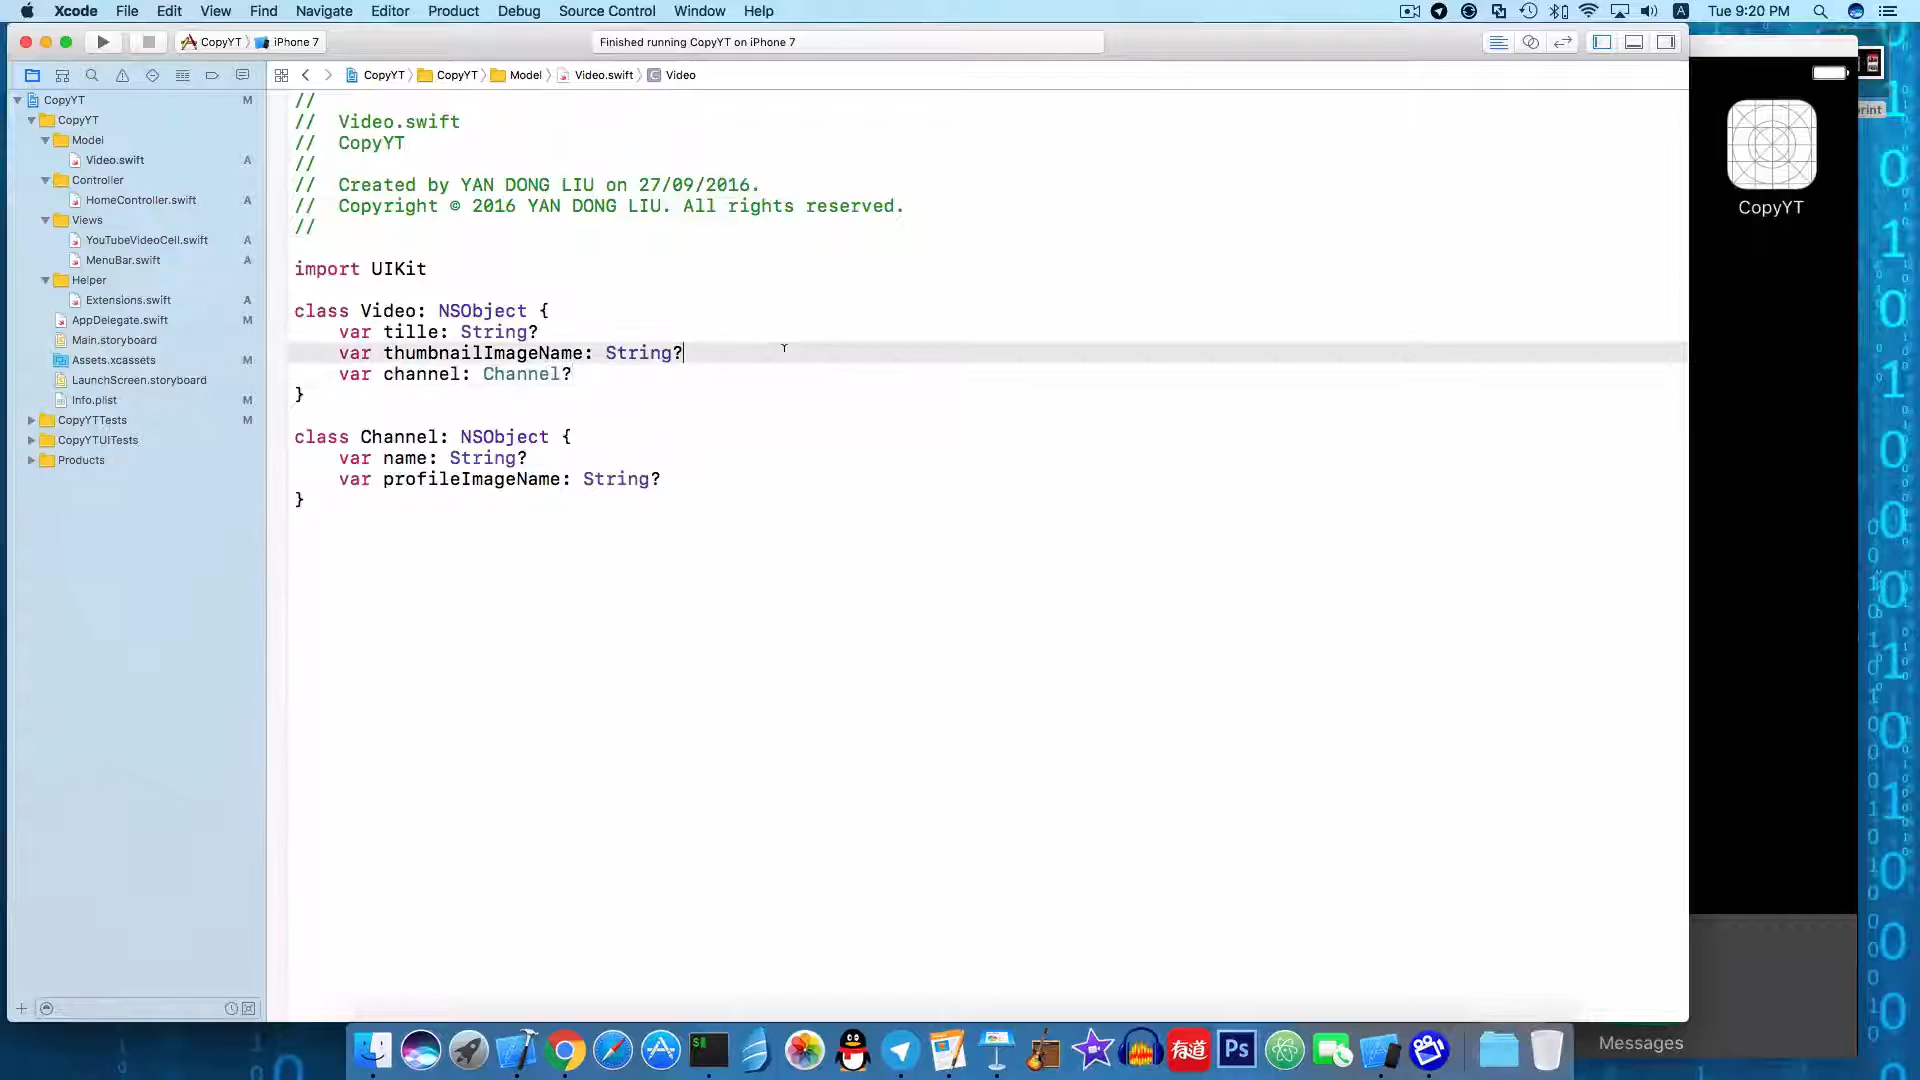 Xcode File Edit View Find Navigate Editor Product Debug Source Control Window Help
Tue 9:20 PM
CopyYT iPhone 7
Finished running CopyYT on iPhone 7
CopyYT CopyYT Model Video.swift C Video
CopyYT M
CopyYT
Model
Video.swift A
Controller
HomeController.swift A
Views
YouTubeVideoCell.swift A
MenuBar.swift A
Helper
Extensions.swift A
AppDelegate.swift M
Main.storyboard
Assets.xcassets M
LaunchScreen.storyboard
Info.plist M
CopyYTTests M
CopyYTUITests
Products
//
// Video.swift
// CopyYT
//
// Created by YAN DONG LIU on 27/09/2016.
// Copyright © 2016 YAN DONG LIU. All rights reserved.
//
import UIKit
class Video: NSObject {
var tille: String?
var thumbnailImageName: String?
var channel: Channel?
}
class Channel: NSObject {
var name: String?
var profileImageName: String?
}
CopyYT
Messages
有道
Ps